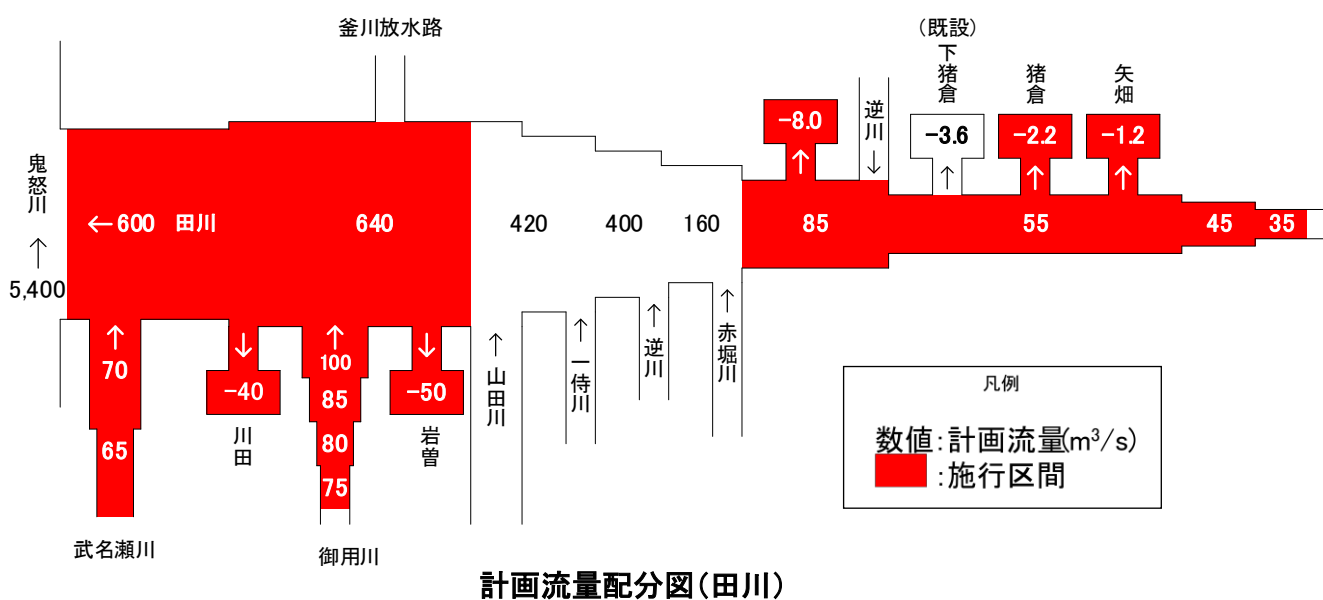 釜川放水路
(既設)
下猪倉
猪倉
矢畑
逆川
↓
-8.0
↑
-3.6
↑
-2.2
↑
-1.2
↑
鬼怒川
↑
5,400
←600
田川
640
420
400
160
85
55
45
35
↑
70
65
武名瀬川
↓
-40
川田
↑
100
85
80
75
御用川
↓
-50
岩曽
↑
山田川
↑
一侍川
↑
逆川
↑
赤堀川
凡例
数値:計画流量(m³/s)
:施行区間
計画流量配分図(田川)